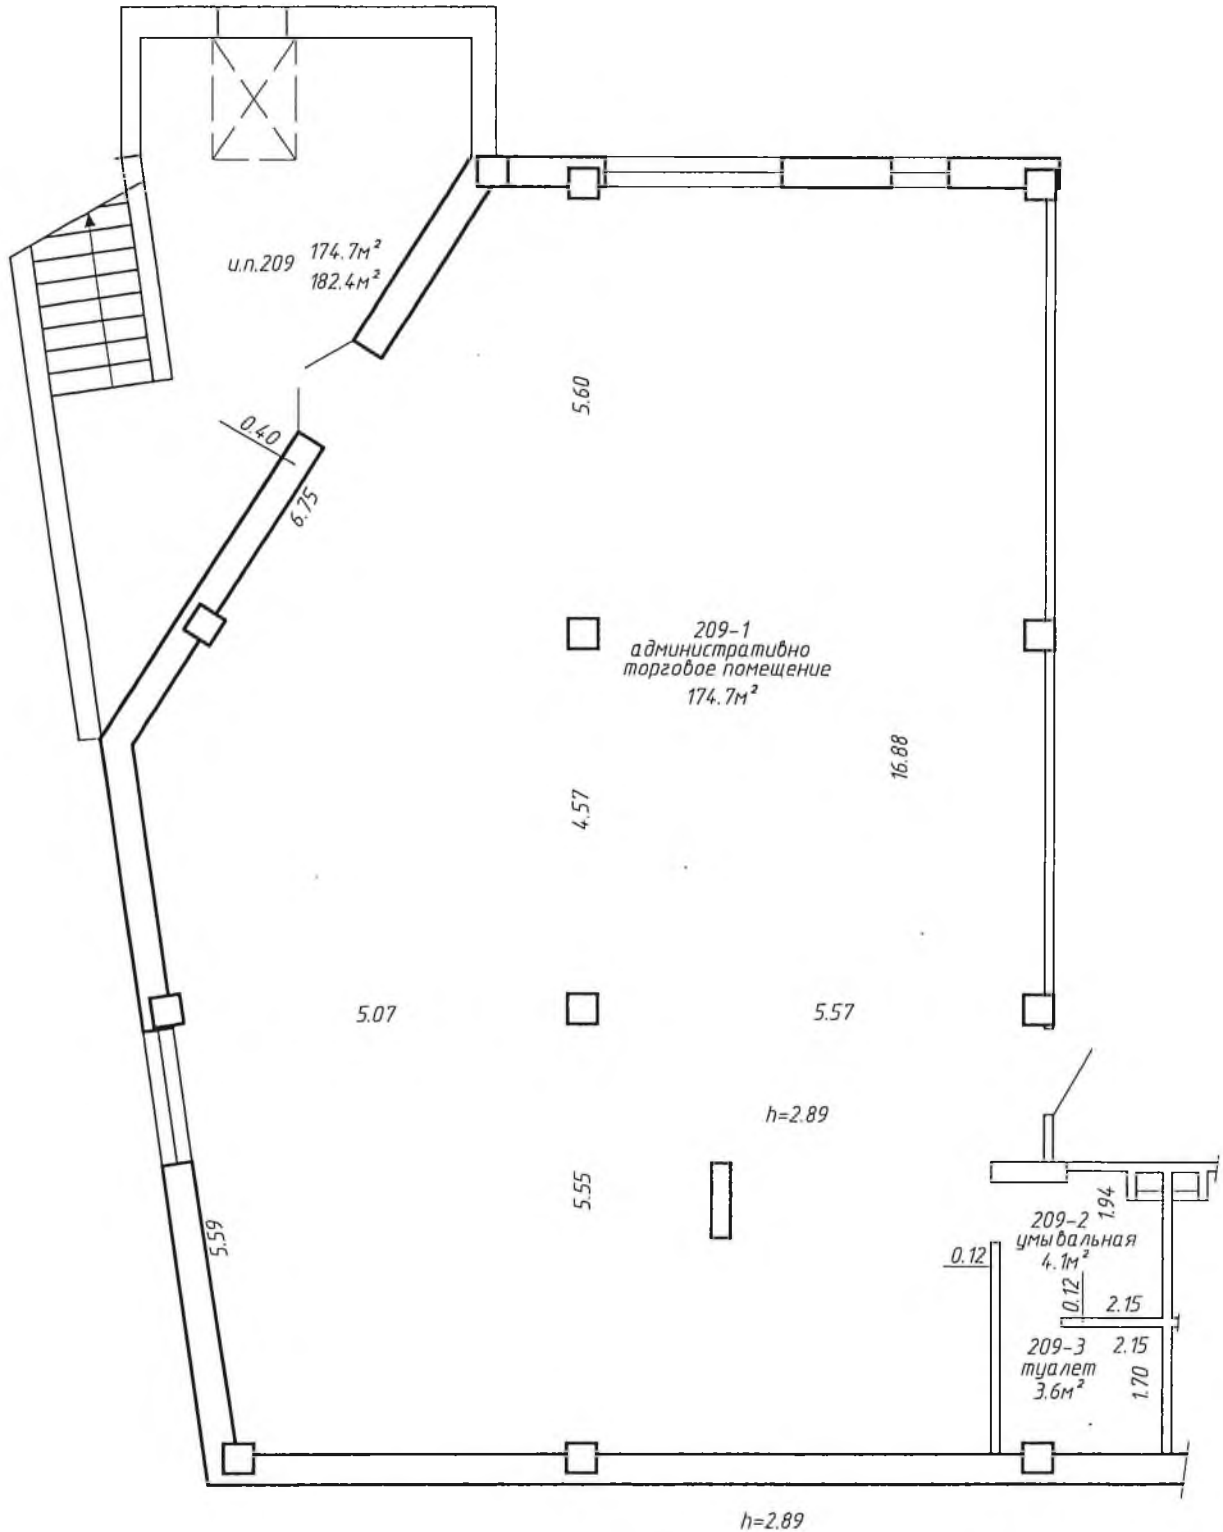 и.п.209 174.7м²
182.4м²
5.60
0.40
6.75
209-1
административно
торговое помещение
174.7м²
16.88
4.57
5.07
5.57
h=2.89
5.55
5.59
1.94
209-2
умывальная
4.1м²
0.12
0.12
2.15
209-3
туалет
3.6м²
2.15
1.70
h=2.89